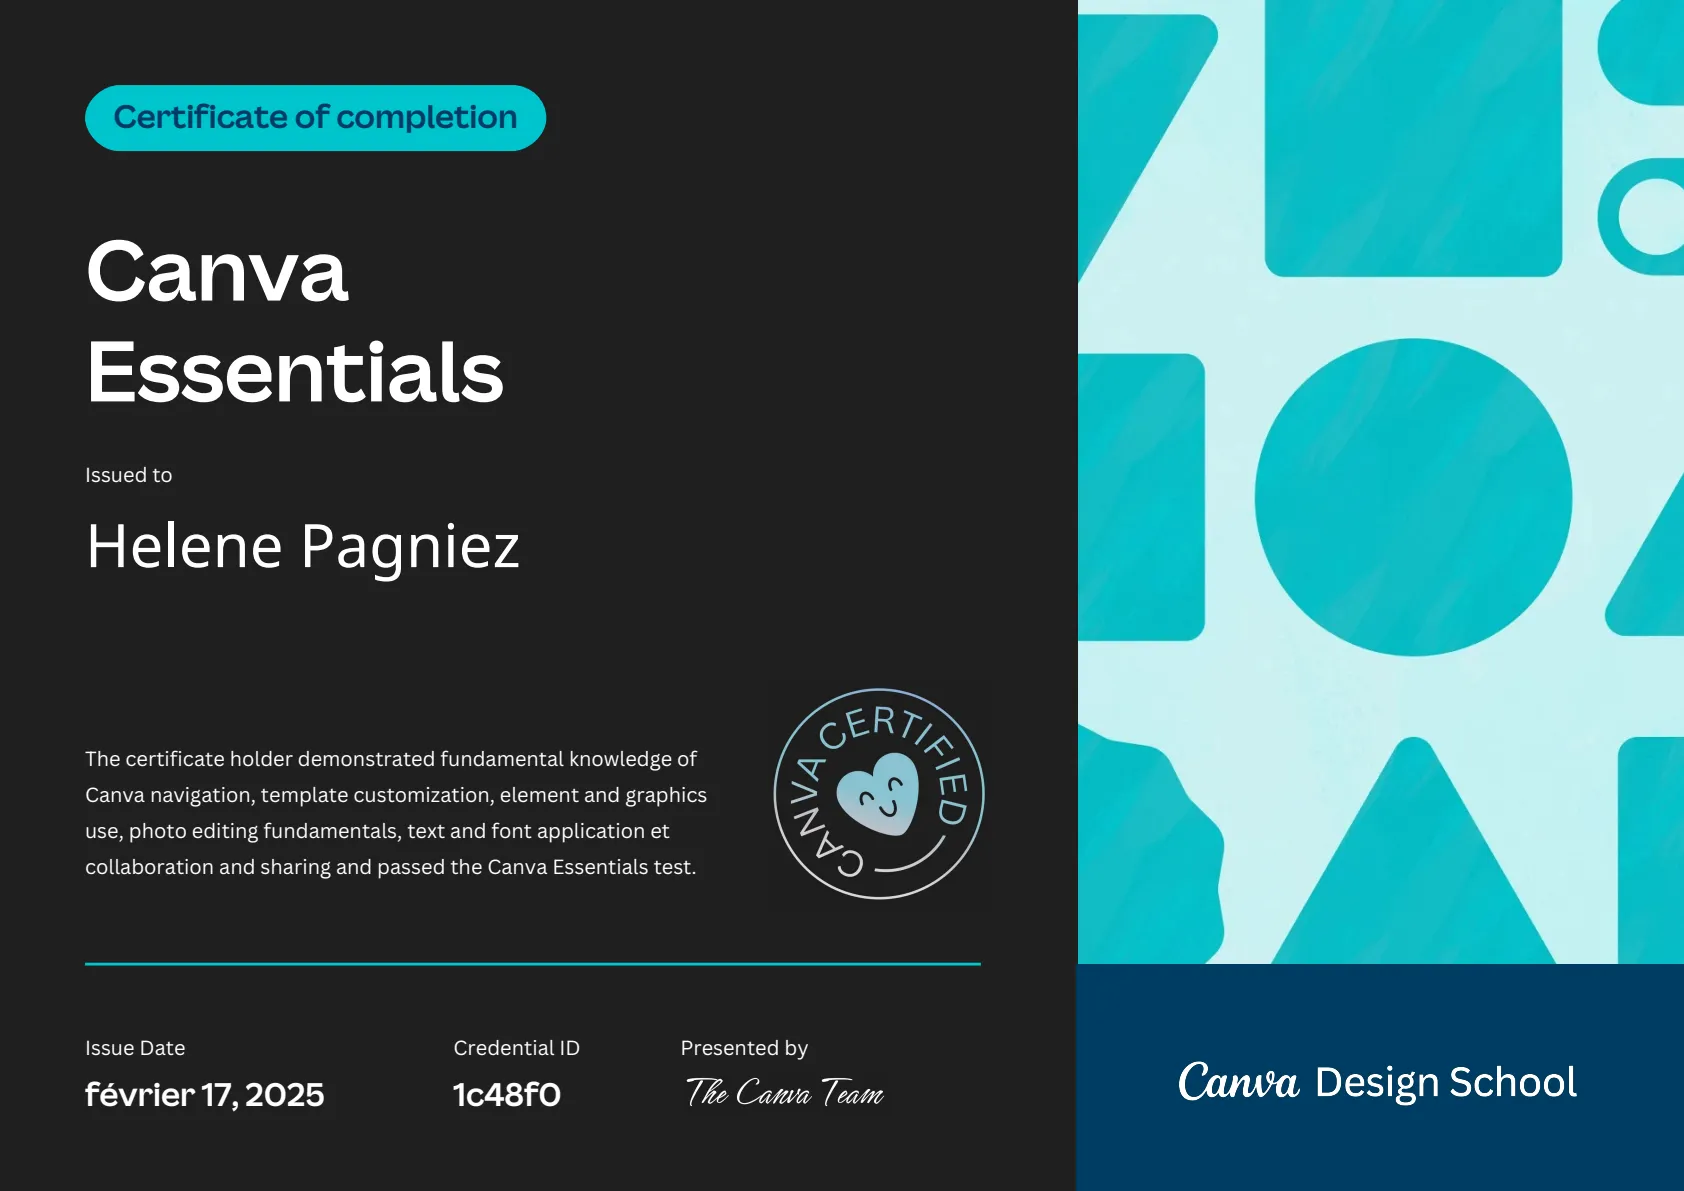 Certificate of completion
Canva
Essentials
Issued to
Helene Pagniez
The certificate holder demonstrated fundamental knowledge of
Canva navigation, template customization, element and graphics
use, photo editing fundamentals, text and font application et
collaboration and sharing and passed the Canva Essentials test.
CANVA CERTIFIED
Issue Date
février 17, 2025
Credential ID
1c48f0
Presented by
The Canva Team
Canva Design School